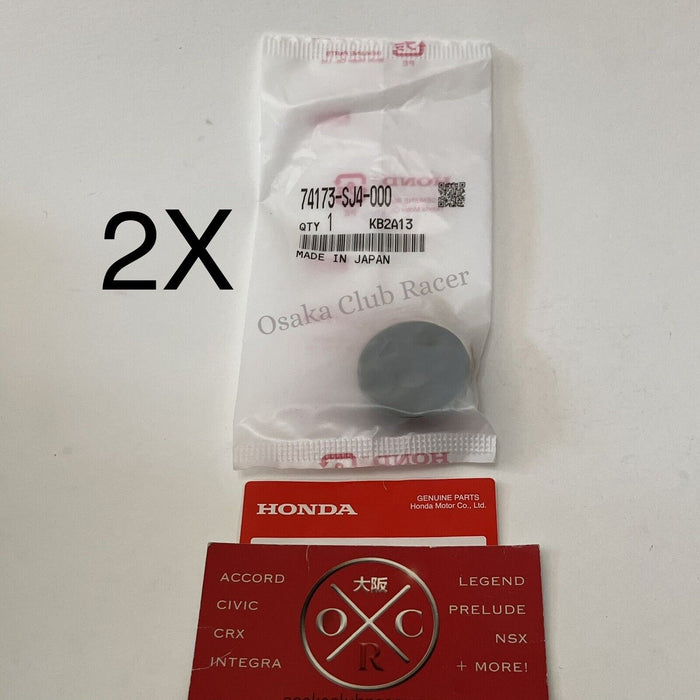 2X
74173-SJ4-000
QTY 1 KB2A13
MADE IN JAPAN
Osaka Club Racer
HOND
HONDA
GENUINE PARTS
Honda Motor Co., Ltd.
ACCORD
CIVIC
CRX
INTEGRA
大阪
O C
R
LEGEND
PRELUDE
NSX
+ MORE!